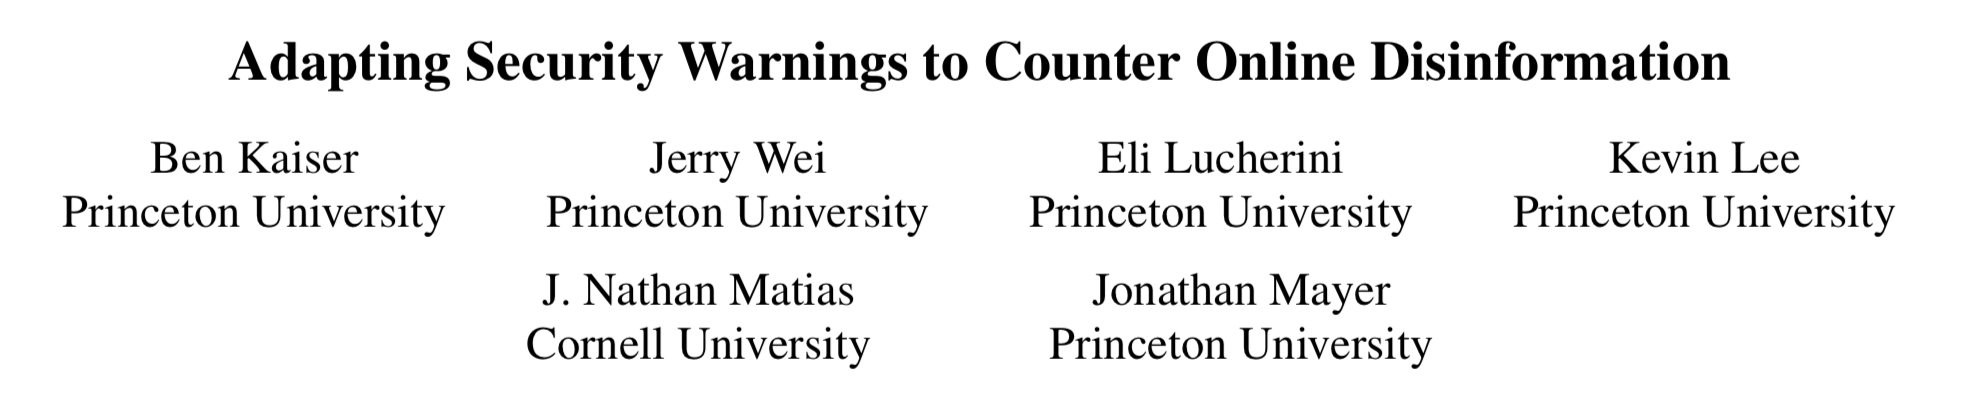 Adapting Security Warnings to Counter Online Disinformation
Ben Kaiser Jerry Wei Eli Lucherini Kevin Lee
Princeton University Princeton University Princeton University Princeton University
J. Nathan Matias Jonathan Mayer
Cornell University Princeton University